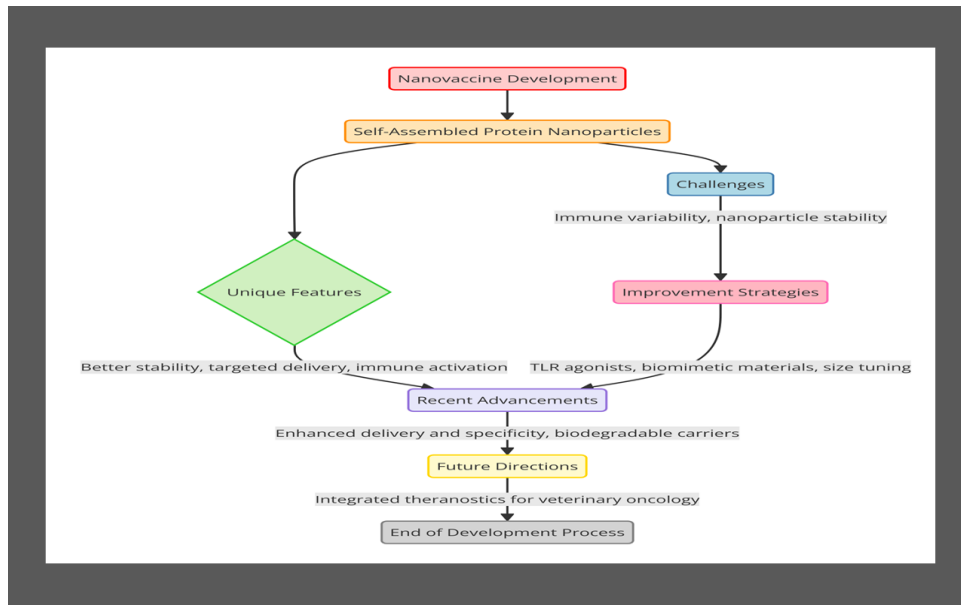 Nanovaccine Development
Self-Assembled Protein Nanoparticles
Challenges
Immune variability, nanoparticle stability
Unique Features
Improvement Strategies
Better stability, targeted delivery, immune activation
TLR agonists, biomimetic materials, size tuning
Recent Advancements
Enhanced delivery and specificity, biodegradable carriers
Future Directions
Integrated theranostics for veterinary oncology
End of Development Process